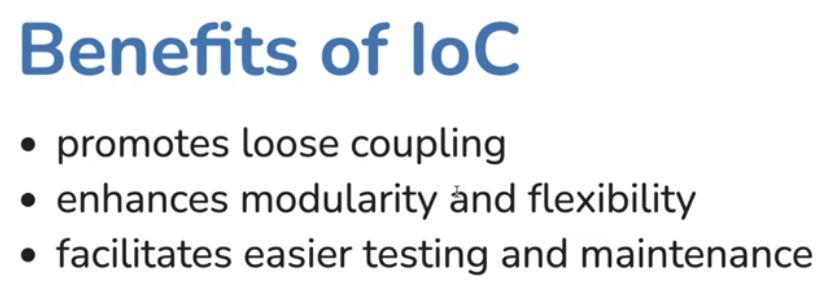 Benefits of IoC
• promotes loose coupling
• enhances modularity and flexibility
• facilitates easier testing and maintenance